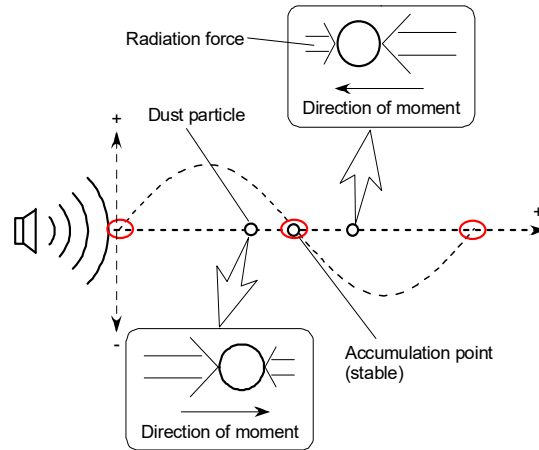 Radiation force
Direction of moment
Dust particle
+
+
-
Accumulation point
(stable)
Direction of moment